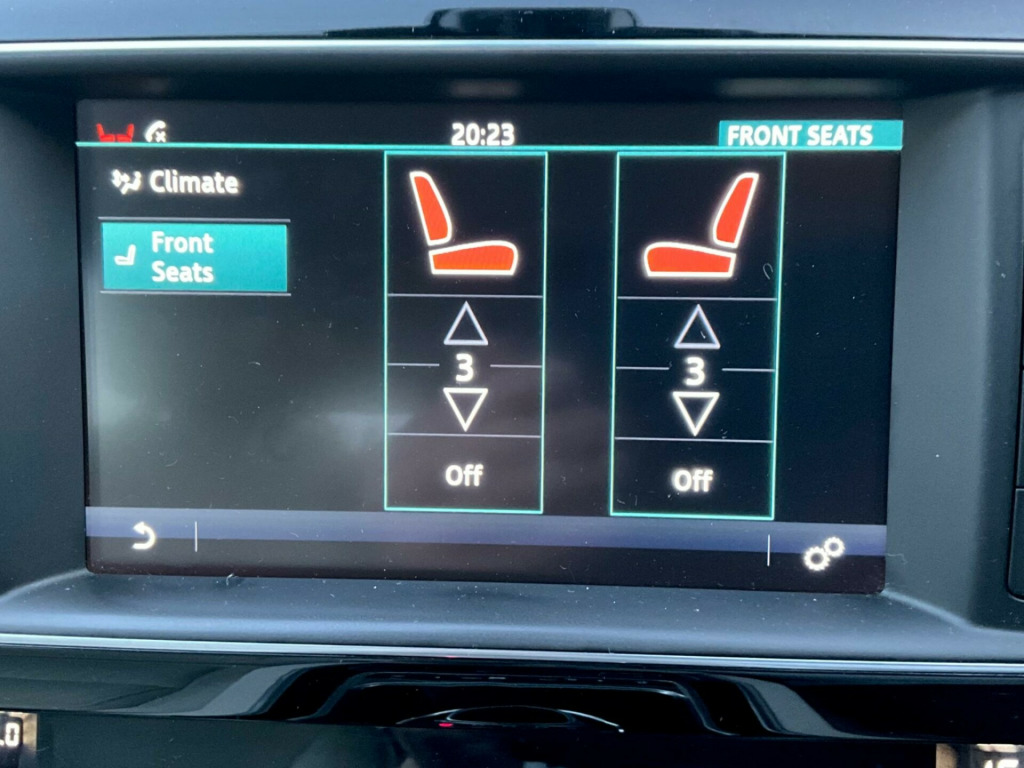 20:23
FRONT SEATS
Climate
Front
Seats
3
3
Off
Off